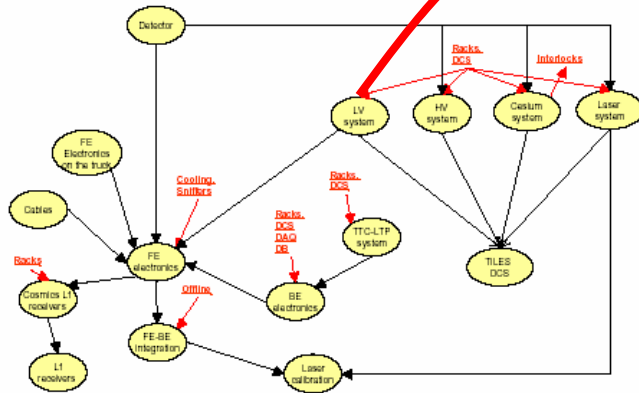 Detector
Racks,
DCS
Interlocks
LV
system
HV
system
Cesium
system
Laser
system
FE
Electronics
on the truck
Cooling,
Sniffers
Cables
Racks,
DCS
Racks,
DCS
DAQ
DB
TTC-LTP
system
Racks
FE
electronics
TILES
DCS
Cosmics L1
receivers
Offline
BE
electronics
FE-BE
integration
L1
receivers
Laser
calibration